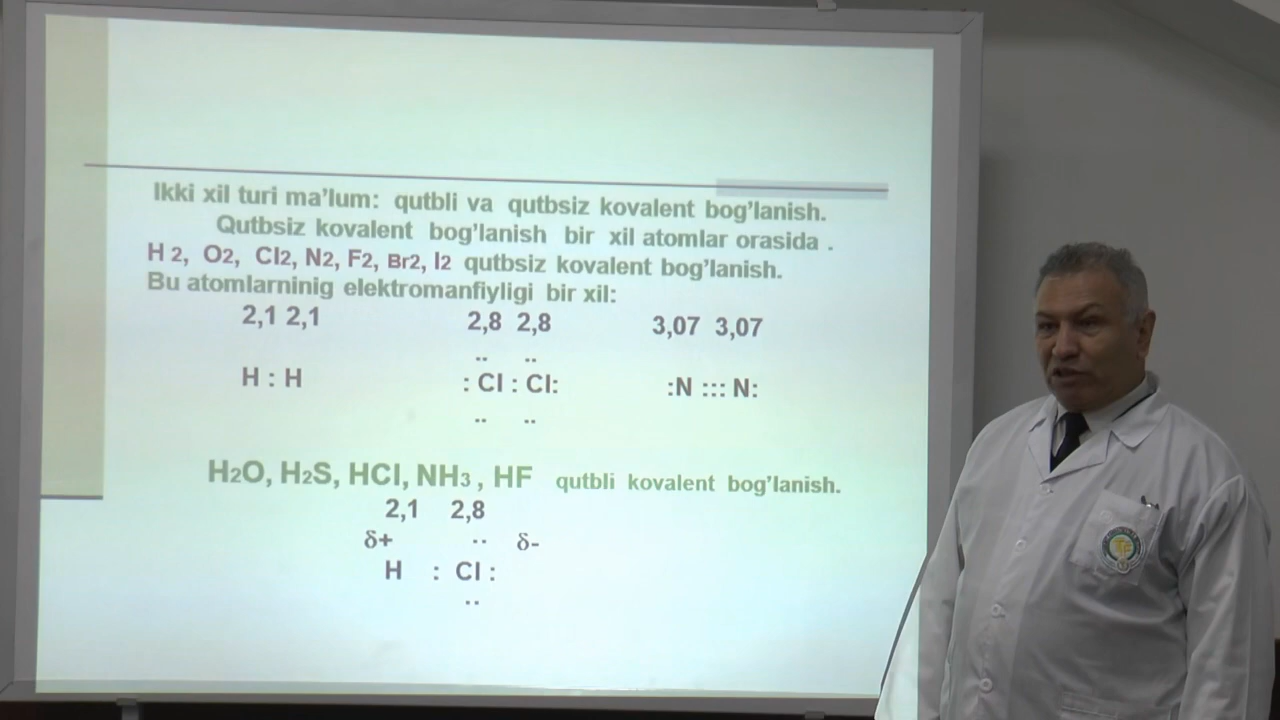 Ikki xil turi ma'lum: qutbli va qutbsiz kovalent bog'lanish.
Qutbsiz kovalent bog'lanish bir xil atomlar orasida .
H 2, O2, Cl2, N2, F2, Br2, I2 qutbsiz kovalent bog'lanish.
Bu atomlarninig elektromanfiyligi bir xil:
2,1 2,1 2,8 2,8 3,07 3,07
.. ..
H : H : Cl : Cl: :N ::: N:
.. ..
H2O, H2S, HCl, NH3 , HF qutbli kovalent bog'lanish.
2,1 2,8
δ+ .. δ-
H : Cl :
..